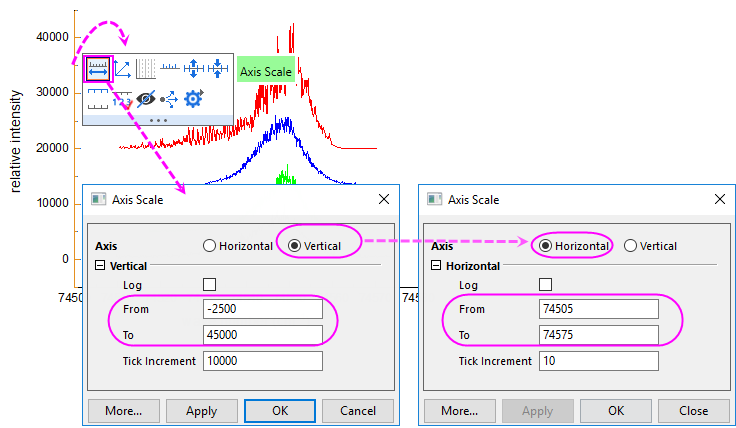 40000
Axis Scale
30000
relative intensity
20000
10000
0
7450
745
Axis Scale
Axis Horizontal Vertical
Vertical
Log
From -2500
To 45000
Tick Increment 10000
More... Apply OK Cancel
Axis Scale
Axis Horizontal Vertical
Horizontal
Log
From 74505
To 74575
Tick Increment 10
More... Apply OK Close